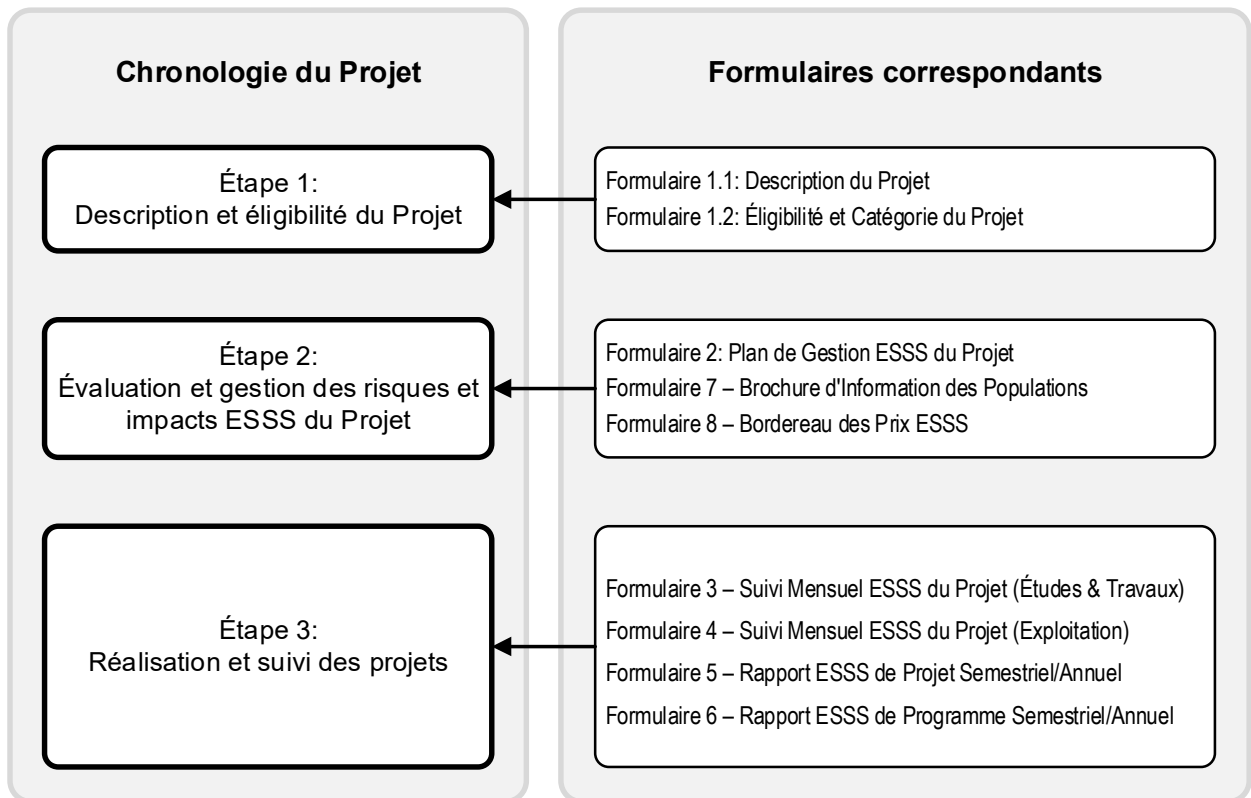 Chronologie du Projet
Formulaires correspondants
Étape 1:
Description et éligibilité du Projet
Formulaire 1.1: Description du Projet
Formulaire 1.2: Éligibilité et Catégorie du Projet
Étape 2:
Évaluation et gestion des risques et
impacts ESSS du Projet
Formulaire 2: Plan de Gestion ESSS du Projet
Formulaire 7 – Brochure d'Information des Populations
Formulaire 8 – Bordereau des Prix ESSS
Étape 3:
Réalisation et suivi des projets
Formulaire 3 – Suivi Mensuel ESSS du Projet (Études & Travaux)
Formulaire 4 – Suivi Mensuel ESSS du Projet (Exploitation)
Formulaire 5 – Rapport ESSS de Projet Semestriel/Annuel
Formulaire 6 – Rapport ESSS de Programme Semestriel/Annuel